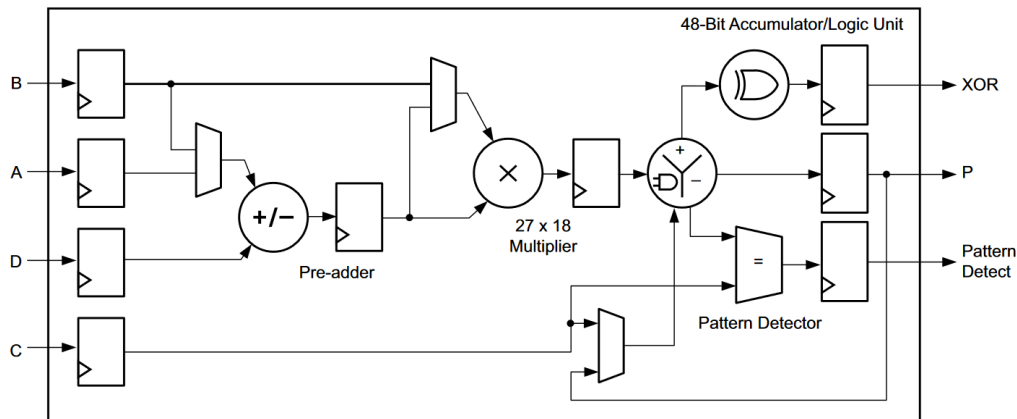 48-Bit Accumulator/Logic Unit
B
XOR
A
×
+
−
P
+/−
27 x 18
Multiplier
D
Pre-adder
=
Pattern
Detect
Pattern Detector
C